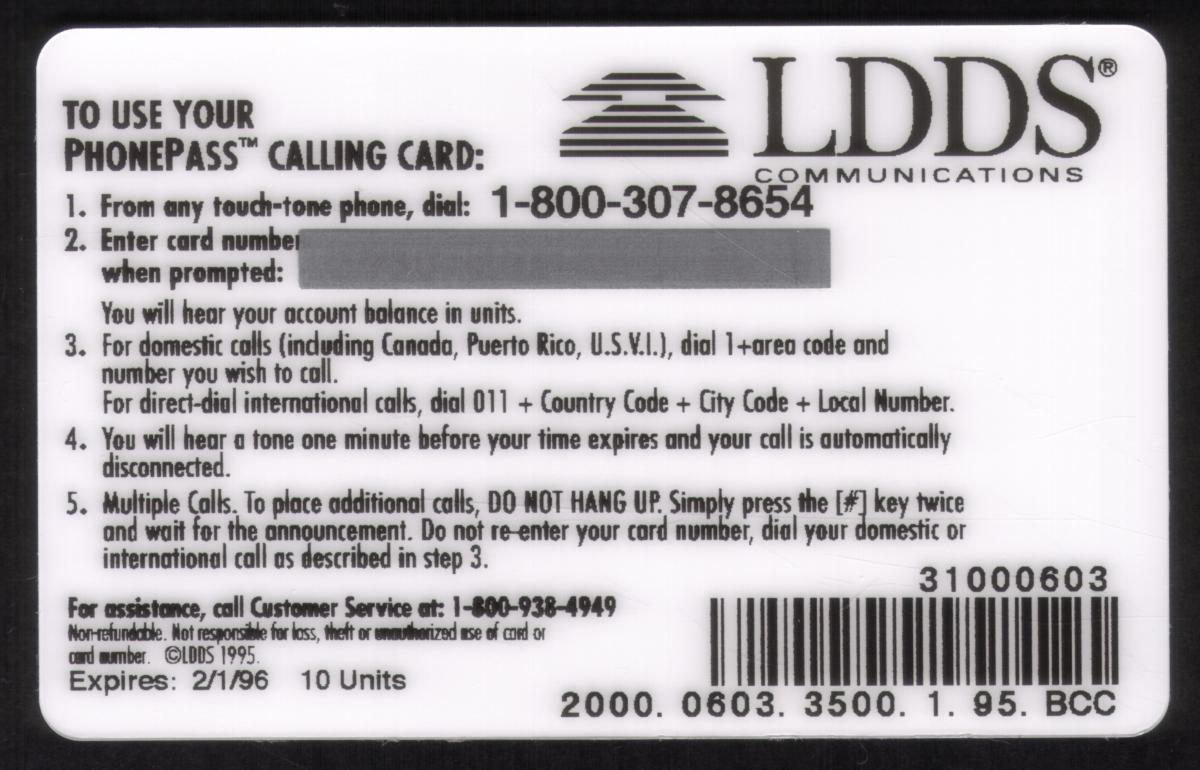 LDDS®
COMMUNICATIONS
TO USE YOUR
PHONEPASS™ CALLING CARD:
1. From any touch-tone phone, dial: 1-800-307-8654
2. Enter card number
when prompted:
You will hear your account balance in units.
3. For domestic calls (including Canada, Puerto Rico, U.S.V.I.), dial 1+area code and
number you wish to call.
For direct-dial international calls, dial 011 + Country Code + City Code + Local Number.
4. You will hear a tone one minute before your time expires and your call is automatically
disconnected.
5. Multiple Calls. To place additional calls, DO NOT HANG UP. Simply press the [#] key twice
and wait for the announcement. Do not re-enter your card number, dial your domestic or
international call as described in step 3.
31000603
For assistance, call Customer Service at: 1-800-938-4949
Non-refundable. Not responsible for loss, theft or unauthorized use of card or
card number. ©LDDS 1995.
Expires: 2/1/96 10 Units
2000. 0603. 3500. 1. 95. BCC